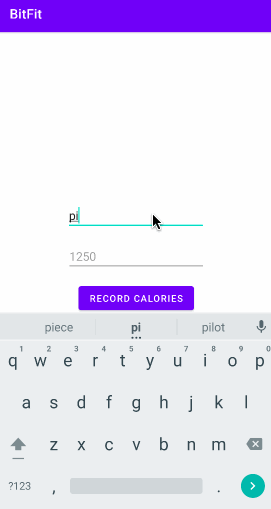 BitFit
pi
1250
RECORD CALORIES
piece pi pilot
1 2 3 4 5 6 7 8 9 0
q w e r t y u i o p
a s d f g h j k l
z x c v b n m
?123 , .